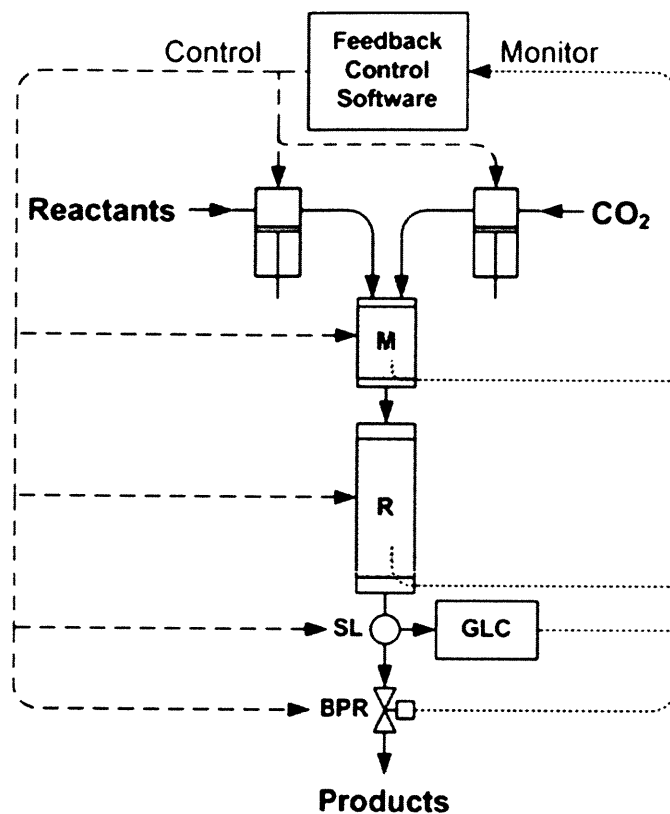 Control
Feedback
Control
Software
Monitor
Reactants
CO₂
M
R
SL
GLC
BPR
Products